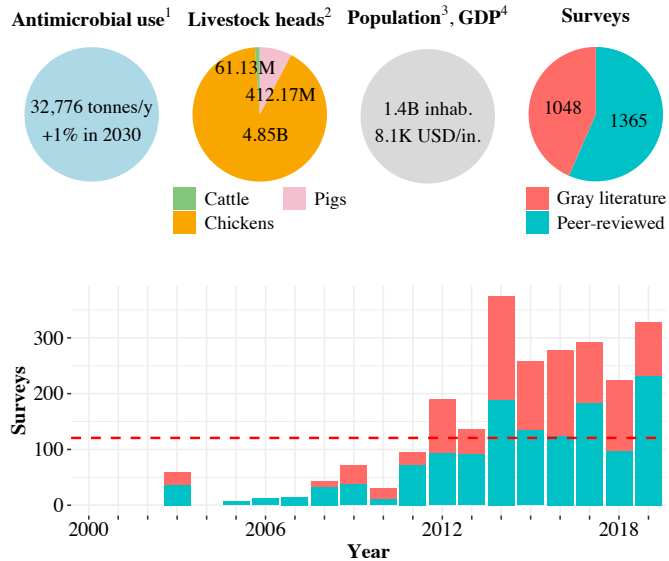 Antimicrobial use¹
Livestock heads²
Population³, GDP⁴
Surveys
32,776 tonnes/y
+1% in 2030
61.13M
412.17M
4.85B
1.4B inhab.
8.1K USD/in.
1048
1365
Cattle
Pigs
Chickens
Gray literature
Peer-reviewed
Surveys
300
200
100
0
2000
2006
2012
2018
Year